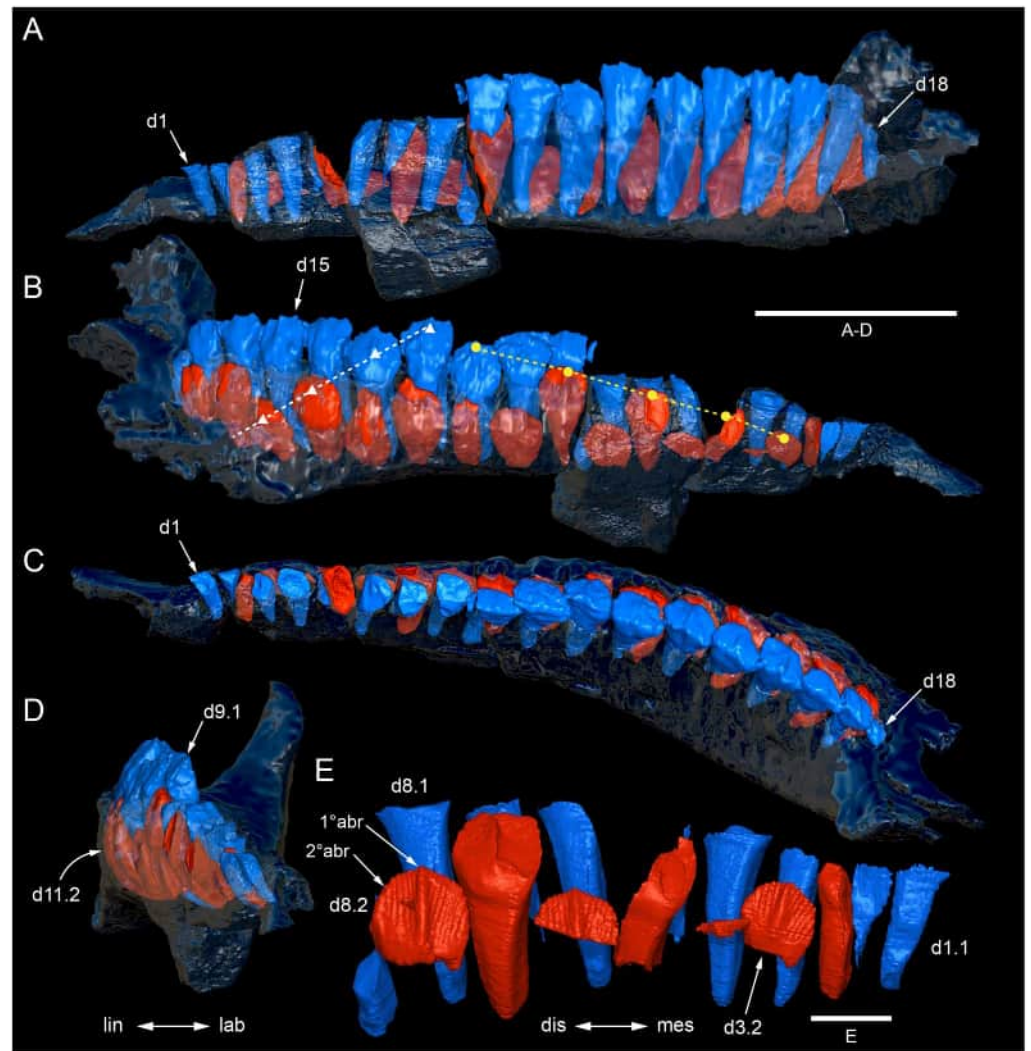 A
d1
d18
B
d15
A-D
C
d1
d18
D
d9.1
d11.2
lin lab
E
d8.1
1°abr
2°abr
d8.2
d1.1
d3.2
dis mes
E